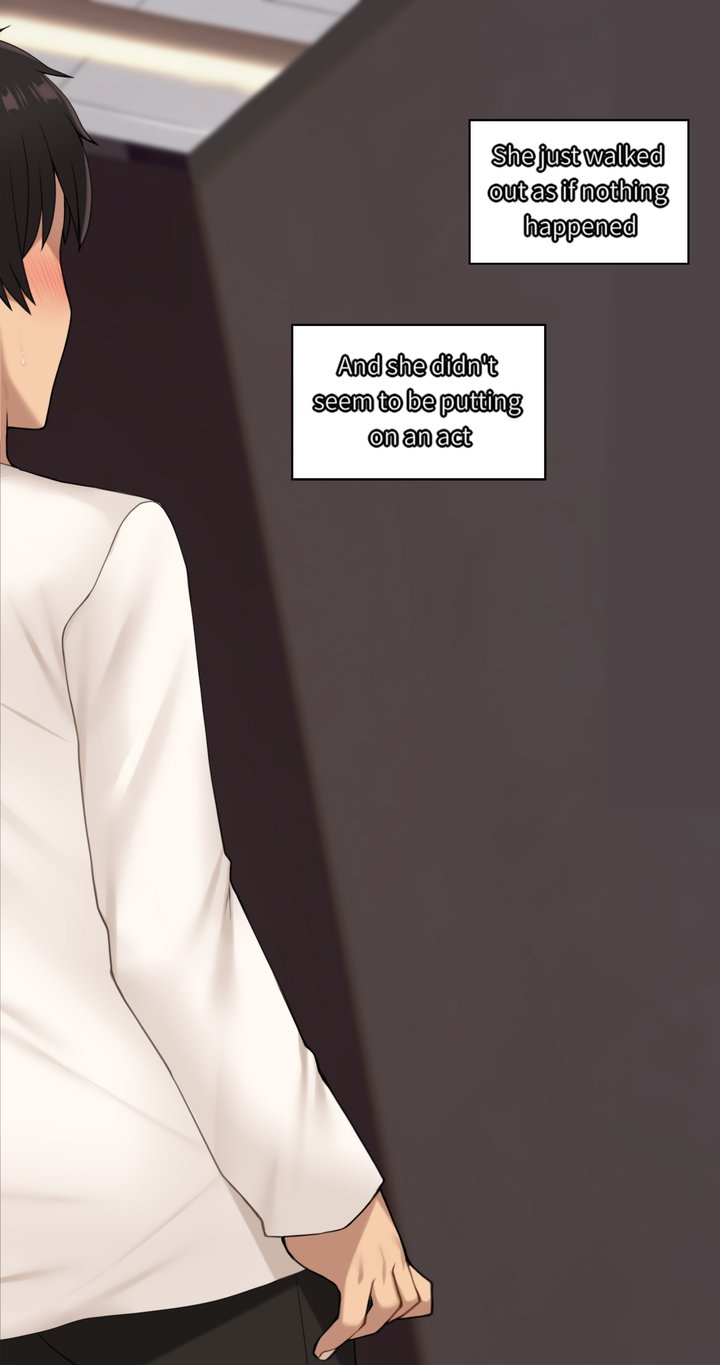 She just walked
out as if nothing
happened
And she didn't
seem to be putting
on an act